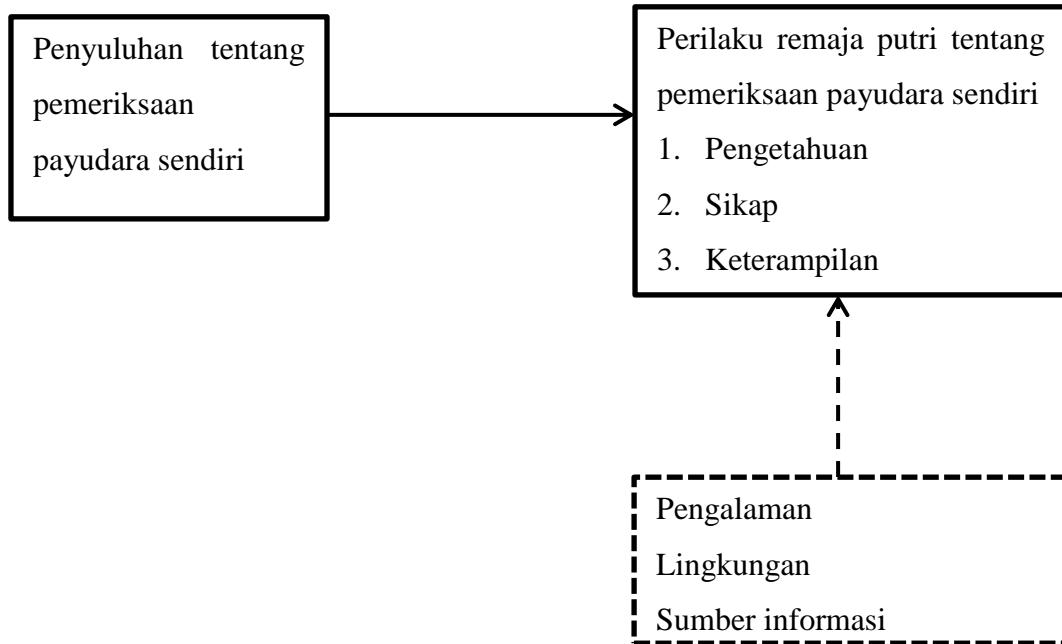 Penyuluhan tentang
pemeriksaan
payudara sendiri
Perilaku remaja putri tentang
pemeriksaan payudara sendiri
1. Pengetahuan
2. Sikap
3. Keterampilan
Pengalaman
Lingkungan
Sumber informasi